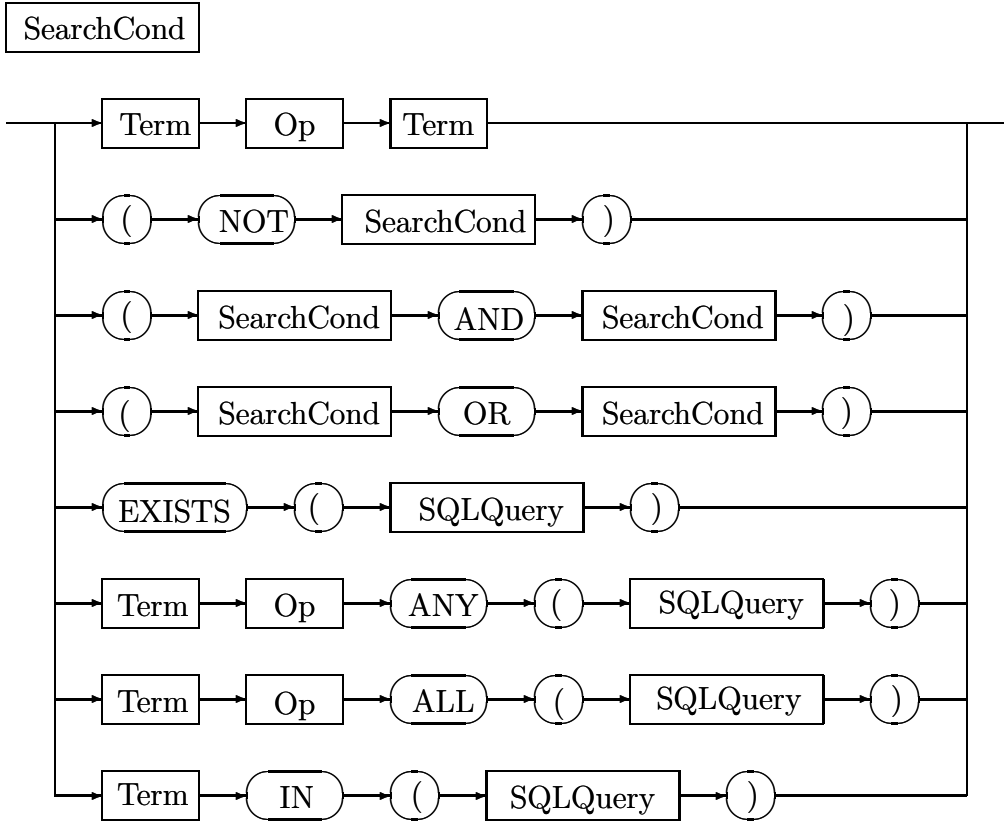 SearchCond
Term Op Term
( NOT SearchCond )
( SearchCond AND SearchCond )
( SearchCond OR SearchCond )
EXISTS ( SQLQuery )
Term Op ANY ( SQLQuery )
Term Op ALL ( SQLQuery )
Term IN ( SQLQuery )